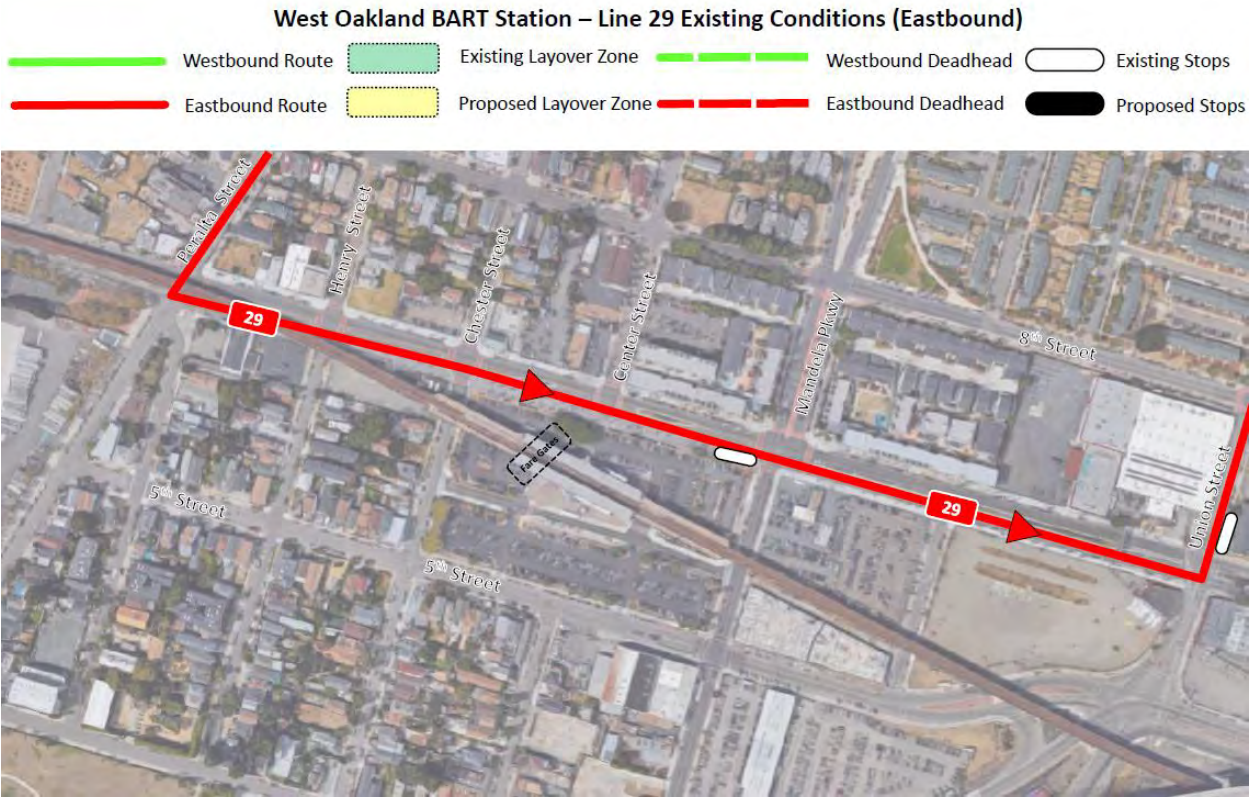 West Oakland BART Station – Line 29 Existing Conditions (Eastbound)
Westbound Route
Existing Layover Zone
Westbound Deadhead
Existing Stops
Eastbound Route
Proposed Layover Zone
Eastbound Deadhead
Proposed Stops
Peralta Street
Henry Street
Chester Street
Center Street
Mandela Pkwy
8th Street
29
Fare Gates
29
Union Street
5th Street
5th Street